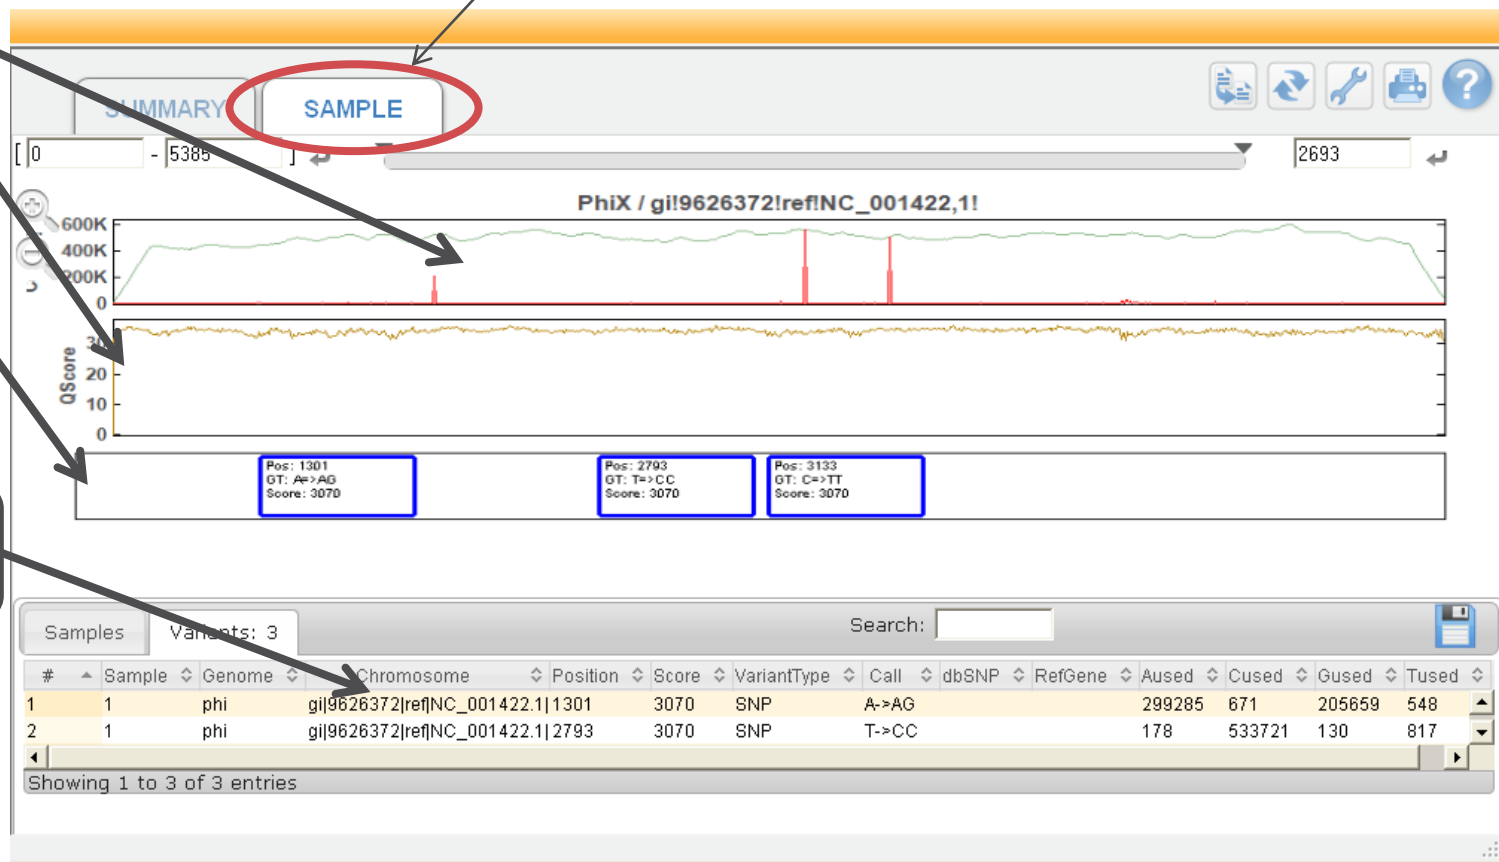 SUMMARY SAMPLE
[ 0 - 5385 ] 2693
PhiX / gi!9626372!ref!NC_001422,1!
600K
400K
200K
0
QScore
30
20
10
0
Pos: 1301
GT: A=>AG
Score: 3070
Pos: 2793
GT: T=>CC
Score: 3070
Pos: 3133
GT: C=>TT
Score: 3070
Samples Variants: 3 Search:
# Sample Genome Chromosome Position Score VariantType Call dbSNP RefGene Aused Cused Gused Tused
1 1 phi gi|9626372|ref|NC_001422.1| 1301 3070 SNP A->AG 299285 671 205659 548
2 1 phi gi|9626372|ref|NC_001422.1| 2793 3070 SNP T->CC 178 533721 130 817
Showing 1 to 3 of 3 entries